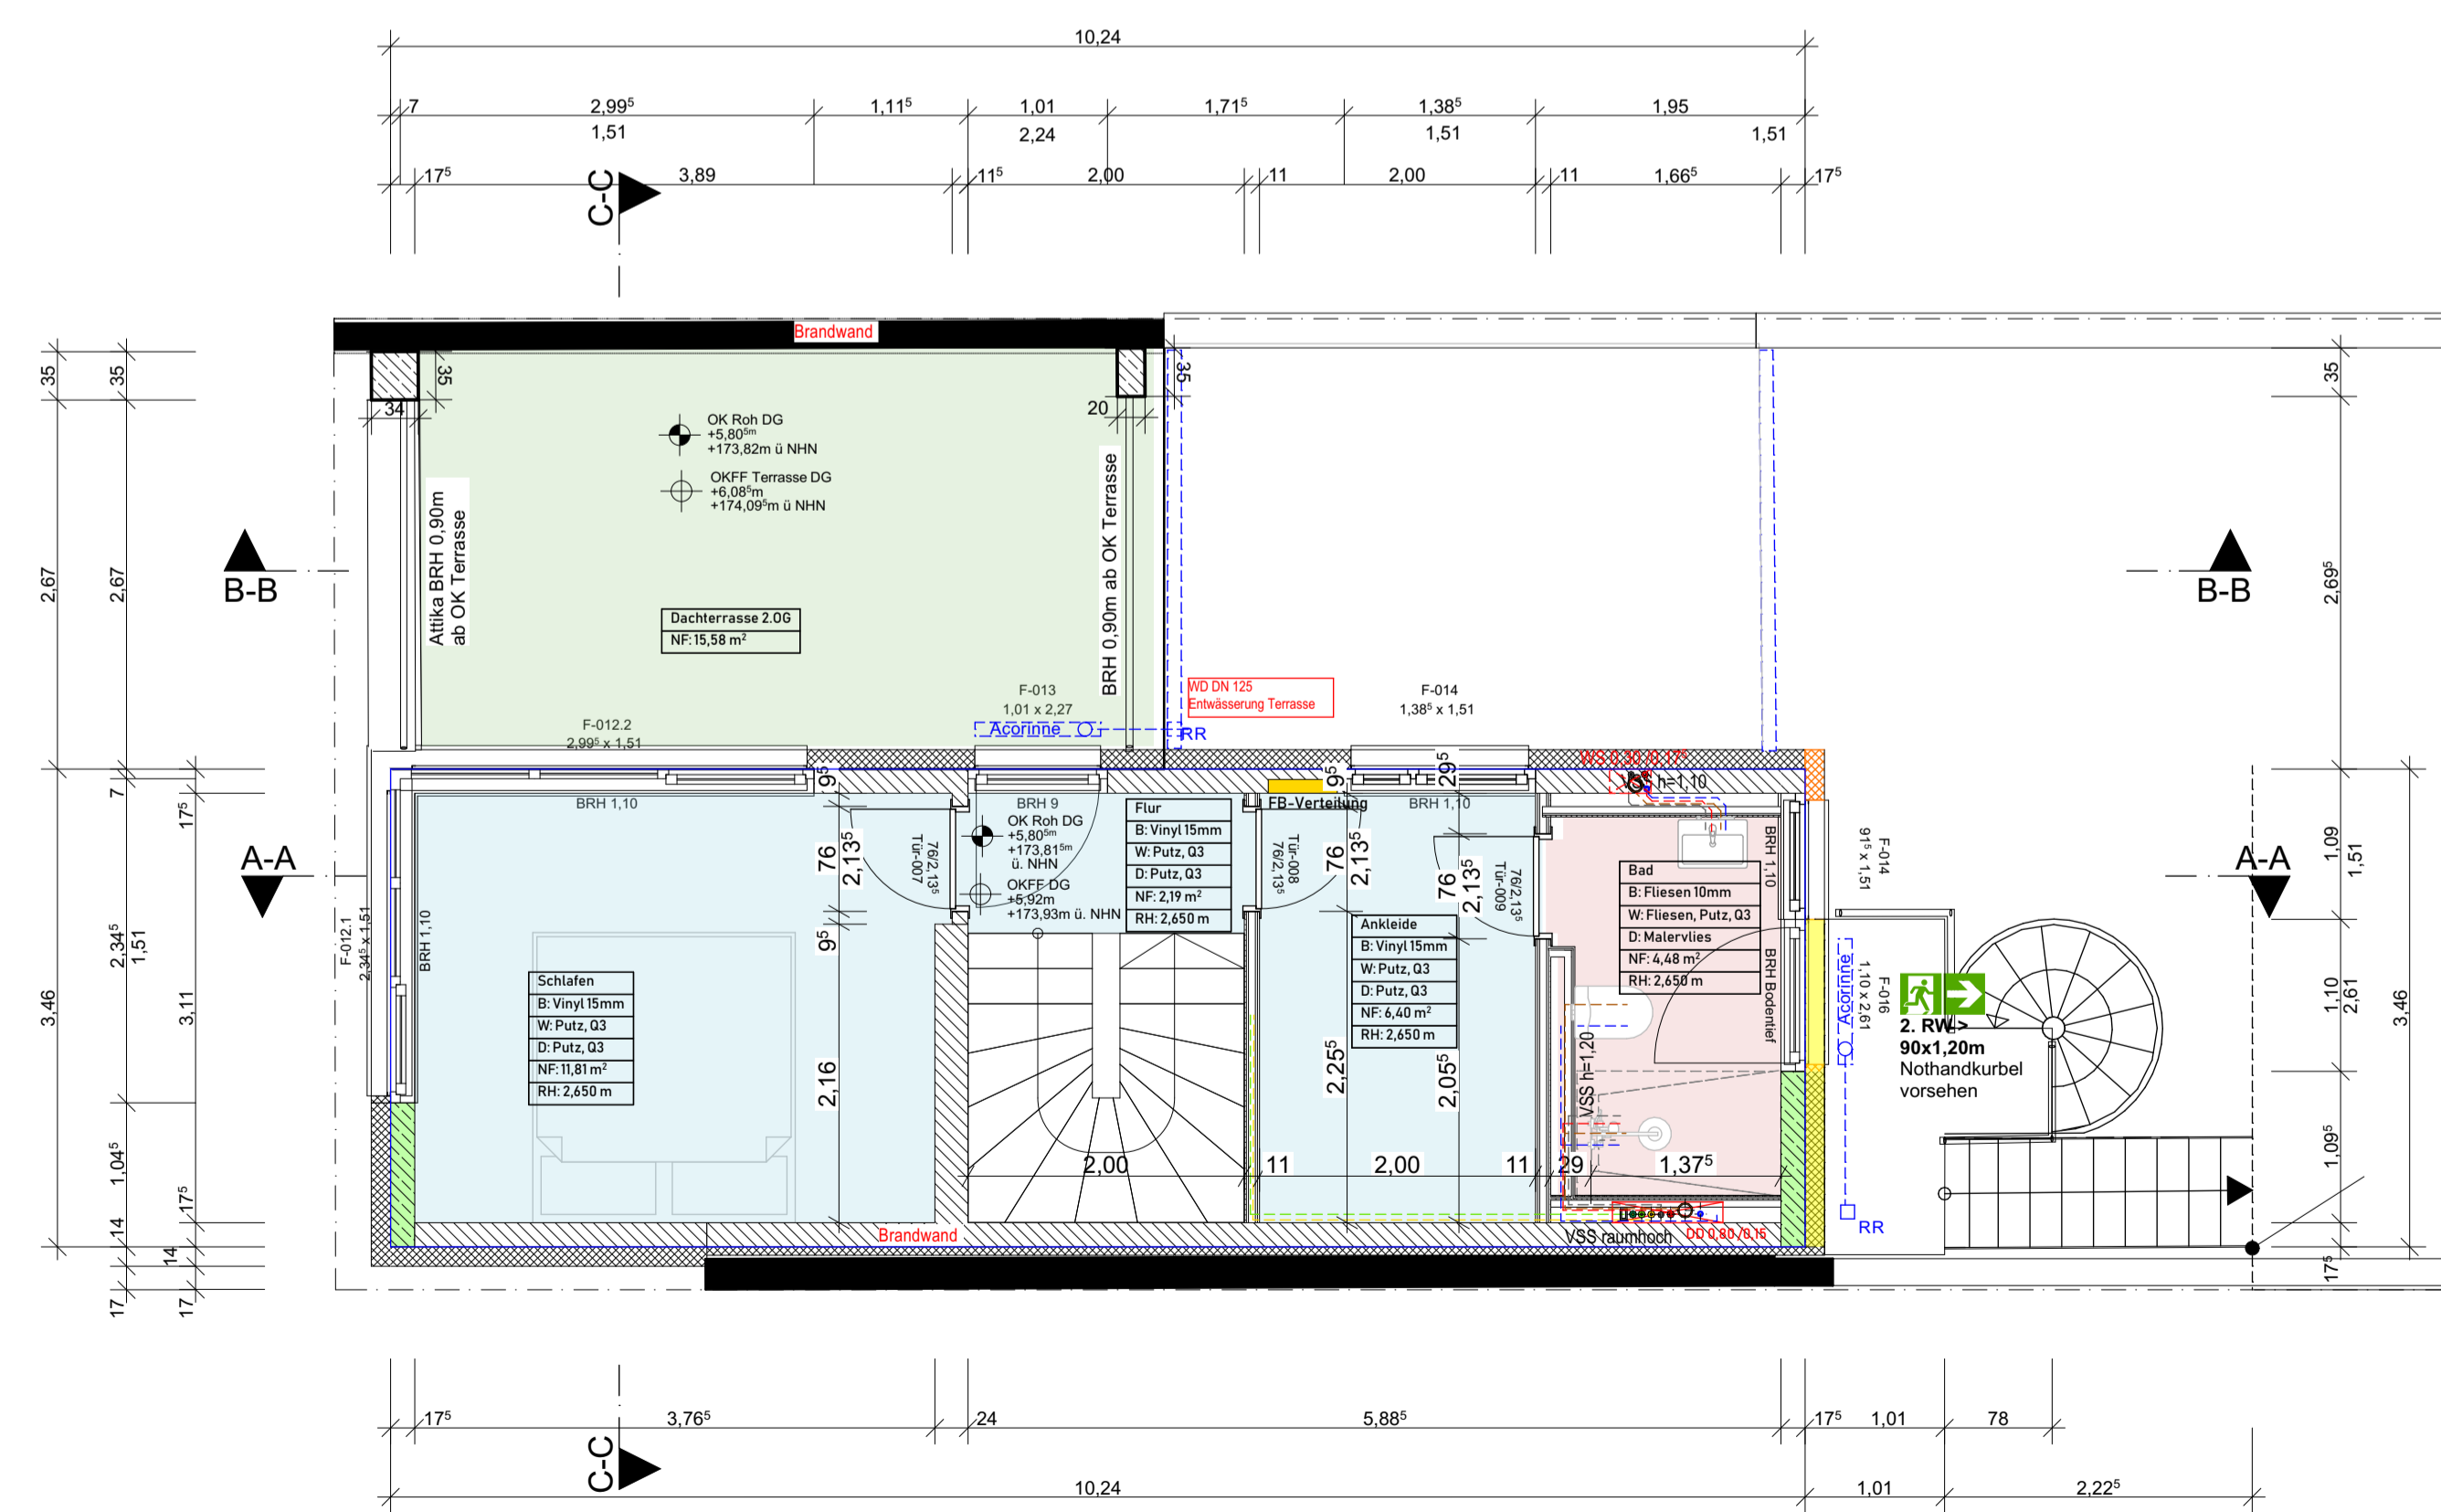 10,24
7
2,99⁵
1,11⁵
1,01
1,71⁵
1,38⁵
1,95
1,51
2,24
1,51
1,51
17⁵
3,89
11⁵
2,00
11
2,00
11
1,66⁵
17⁵
C-C
Brandwand
35
35
35
34
20
35
35
OK Roh DG
+5,80⁵ᵐ
+173,82m ü NHN
OKFF Terrasse DG
+6,08⁵m
+174,09⁵m ü NHN
Attika BRH 0,90m
ab OK Terrasse
BRH 0,90m ab OK Terrasse
B-B
B-B
2,67
2,67
2,69⁵
Dachterrasse 2.OG
NF: 15,58 m²
WD DN 125
Entwässerung Terrasse
F-013
1,01 x 2,27
F-014
1,38⁵ x 1,51
F-012.2
2,99⁵ x 1,51
Acorinne
RR
WS 0,30 /0,17⁵
VSS h=1,10
7
17⁵
9⁵
9⁵
29⁵
BRH 1,10
BRH 9
FB-Verteilung
BRH 1,10
OK Roh DG
+5,80⁵ᵐ
+173,81⁵ᵐ
ü. NHN
OKFF DG
+5,92m
+173,93m ü. NHN
Flur
B: Vinyl 15mm
W: Putz, Q3
D: Putz, Q3
NF: 2,19 m²
RH: 2,650 m
A-A
A-A
76
2,13⁵
Tür-007
76/2,13⁵
Tür-008
76/2,13⁵
76
2,13⁵
76
2,13⁵
Tür-009
76/2,13⁵
Bad
B: Fliesen 10mm
W: Fliesen, Putz, Q3
D: Malervlies
NF: 4,48 m²
RH: 2,650 m
BRH 1,10
BRH Bodentief
F-014
91⁵ x 1,51
F-016
1,10 x 2,61
Acorinne
1,09
1,51
1,10
2,61
3,46
1,09⁵
17⁵
F-012.1
2,34⁵ x 1,51
BRH 1,10
3,46
2,34⁵
1,51
3,11
1,04⁵
17⁵
14
14
17
17
Ankleide
B: Vinyl 15mm
W: Putz, Q3
D: Putz, Q3
NF: 6,40 m²
RH: 2,650 m
Schlafen
B: Vinyl 15mm
W: Putz, Q3
D: Putz, Q3
NF: 11,81 m²
RH: 2,650 m
9⁵
2,16
2,25⁵
2,05⁵
VSS h=1,20
2. RW >
90x1,20m
Nothandkurbel
vorsehen
2,00
11
2,00
11
29
1,37⁵
RR
Brandwand
VSS raumhoch
DD 0,80 /0,15
17⁵
3,76⁵
24
5,88⁵
17⁵
1,01
78
C-C
10,24
1,01
2,22⁵